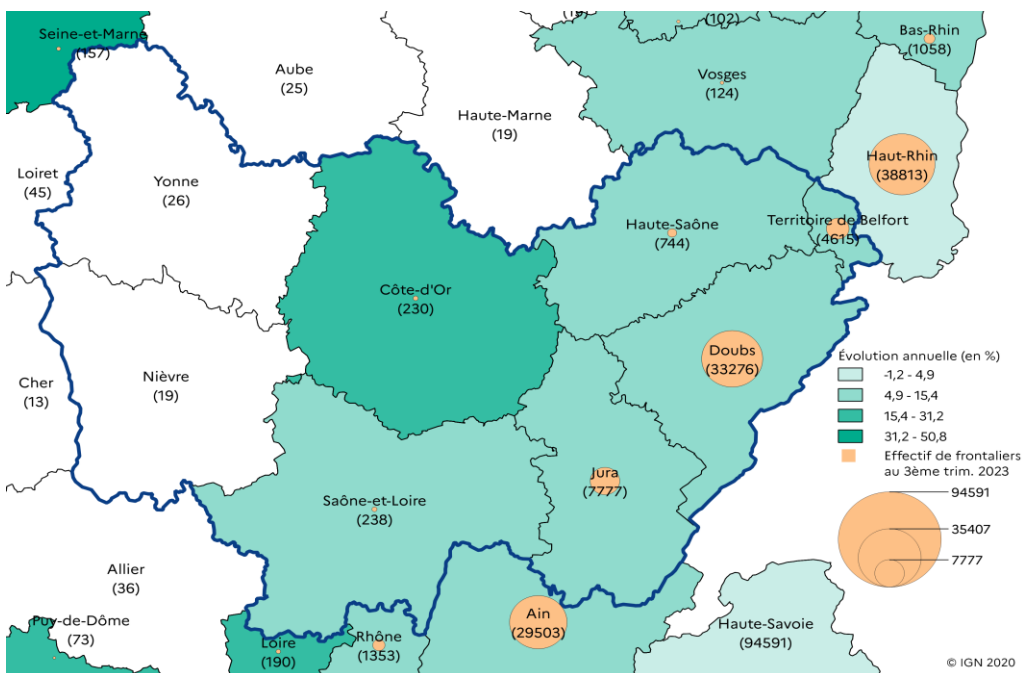 (102)
Seine-et-Marne
(157)
Bas-Rhin
(1058)
Aube
(25)
Vosges
(124)
Haute-Marne
(19)
Haut-Rhin
(38813)
Loiret
(45)
Yonne
(26)
Haute-Saône
(744)
Territoire de Belfort
(4615)
Côte-d'Or
(230)
Doubs
(33276)
Cher
(13)
Nièvre
(19)
Évolution annuelle (en %)
-1,2 - 4,9
4,9 - 15,4
15,4 - 31,2
31,2 - 50,8
Effectif de frontaliers
au 3ème trim. 2023
94591
35407
7777
Jura
(7777)
Saône-et-Loire
(238)
Allier
(36)
Puy-de-Dôme
(73)
Loire
(190)
Rhône
(1353)
Ain
(29503)
Haute-Savoie
(94591)
© IGN 2020